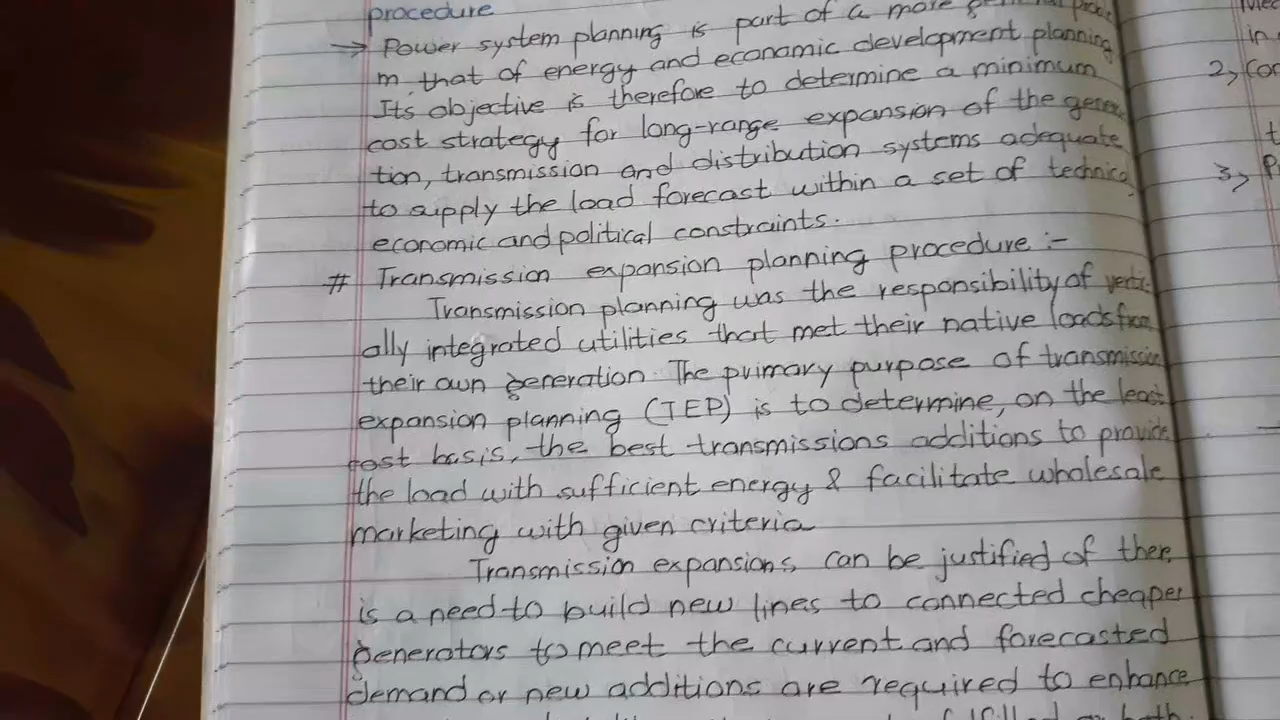 procedure
→ Power system planning is part of a more
m that of energy and economic development planning
Its objective is therefore to determine a minimum
cost strategy for long-range expansion of the genera
tion, transmission and distribution systems adequate
to supply the load forecast within a set of technica
economic and political constraints.
# Transmission expansion planning procedure :-
Transmission planning was the responsibility of verti-
ally integrated utilities that met their native loads from
their own generation. The primary purpose of transmission
expansion planning (TEP) is to determine, on the least
cost basis, the best transmissions additions to provide
the load with sufficient energy & facilitate wholesale
marketing with given criteria
Transmission expansions, can be justified of there
is a need to build new lines to connected cheaper
generators to meet the current and forecasted
demand or new additions are required to enhance
in
2, Con
t
3, P